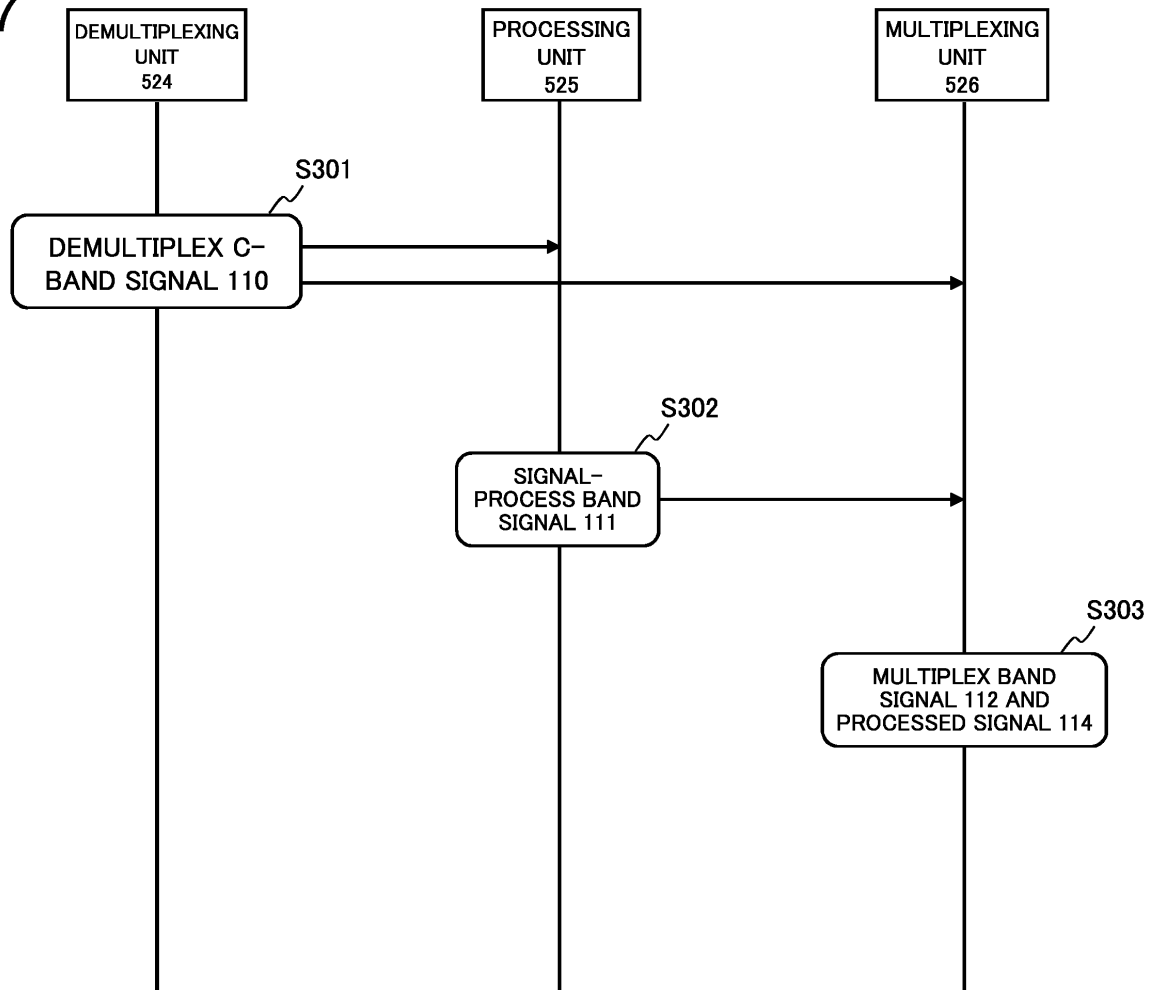 DEMULTIPLEXING
UNIT
524
PROCESSING
UNIT
525
MULTIPLEXING
UNIT
526
S301
DEMULTIPLEX C-
BAND SIGNAL 110
S302
SIGNAL-
PROCESS BAND
SIGNAL 111
S303
MULTIPLEX BAND
SIGNAL 112 AND
PROCESSED SIGNAL 114